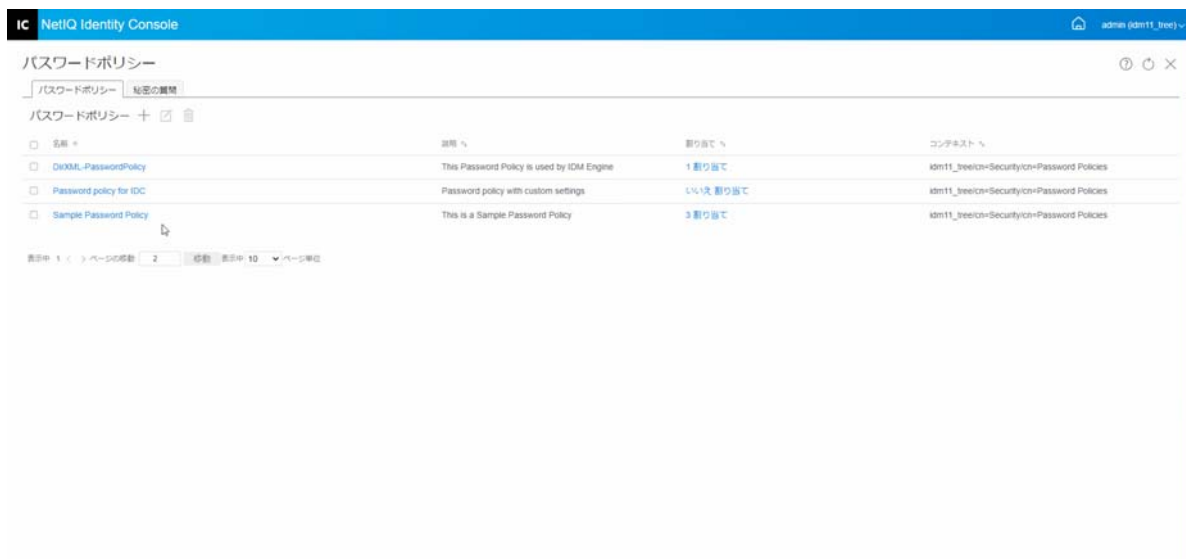 IC NetIQ Identity Console admin (idm11_tree)
パスワードポリシー
パスワードポリシー 秘密の質問
パスワードポリシー
名前 説明 割り当て コンテキスト
DirXML-PasswordPolicy This Password Policy is used by IDM Engine 1 割り当て idm11_tree/cn=Security/cn=Password Policies
Password policy for IDC Password policy with custom settings いいえ 割り当て idm11_tree/cn=Security/cn=Password Policies
Sample Password Policy This is a Sample Password Policy 3 割り当て idm11_tree/cn=Security/cn=Password Policies
表示中 1 < > ページの移動 2 移動 表示中 10 ページ単位